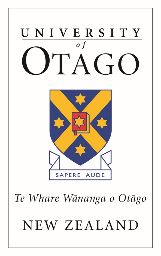 UNIVERSITY
of
OTAGO
SAPERE AUDE
Te Whare Wānanga o Otāgo
NEW ZEALAND